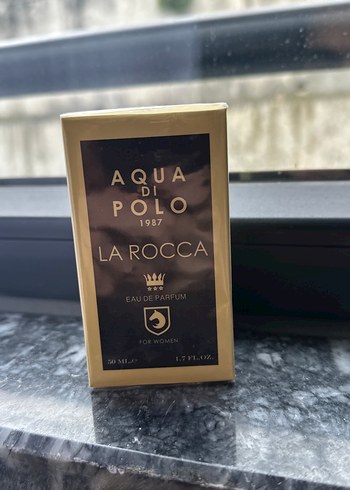 AQUA
DI
POLO
1987
LA ROCCA
EAU DE PARFUM
FOR WOMEN
50 ML.℮ 1.7 FL.OZ.